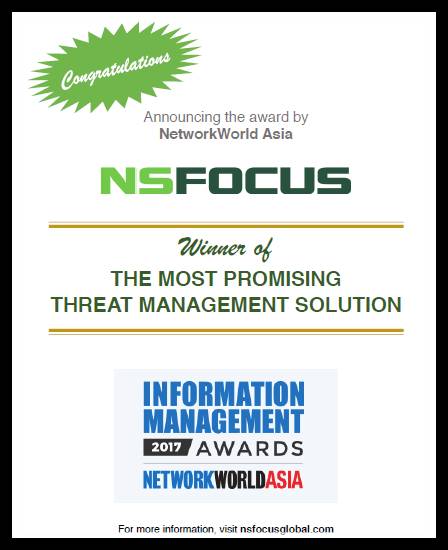 Congratulations
Announcing the award by
NetworkWorld Asia
NSFOCUS
Winner of
THE MOST PROMISING
THREAT MANAGEMENT SOLUTION
INFORMATION
MANAGEMENT
2017 AWARDS
NETWORKWORLDASIA
For more information, visit nsfocusglobal.com